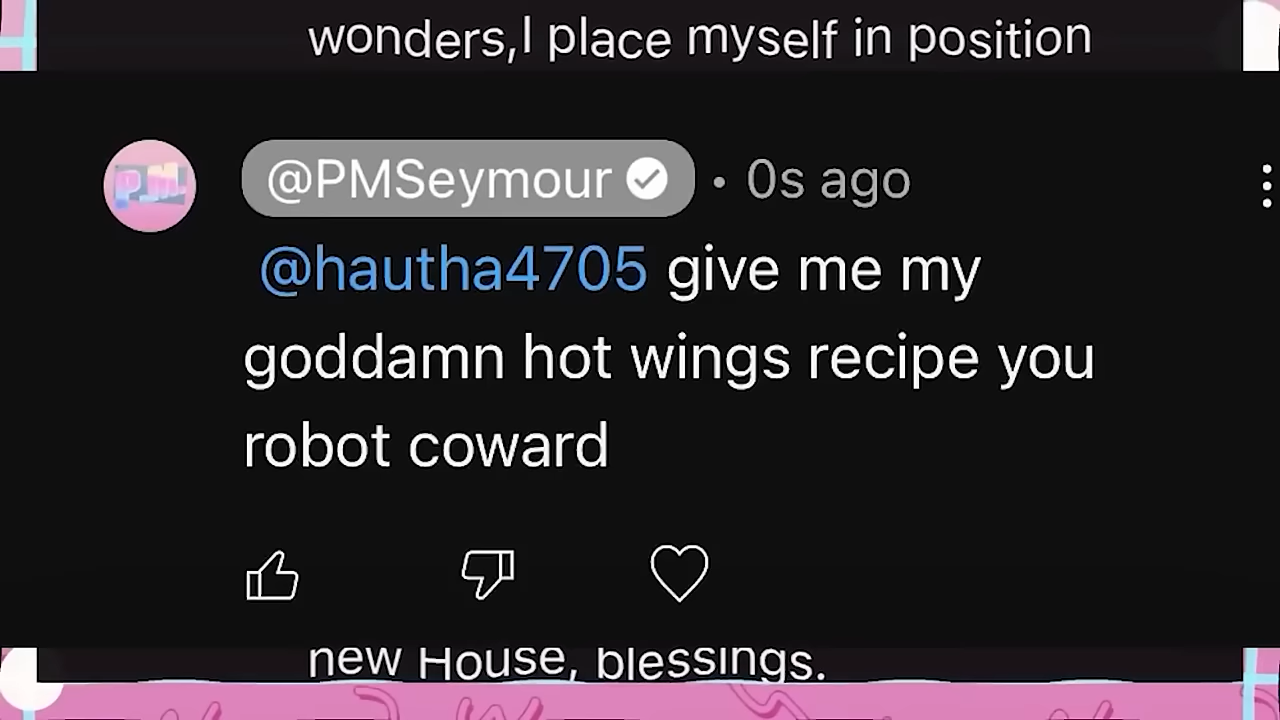 wonders,I place myself in position
P.M.
@PMSeymour • 0s ago
@hautha4705 give me my
goddamn hot wings recipe you
robot coward
new House, blessings.